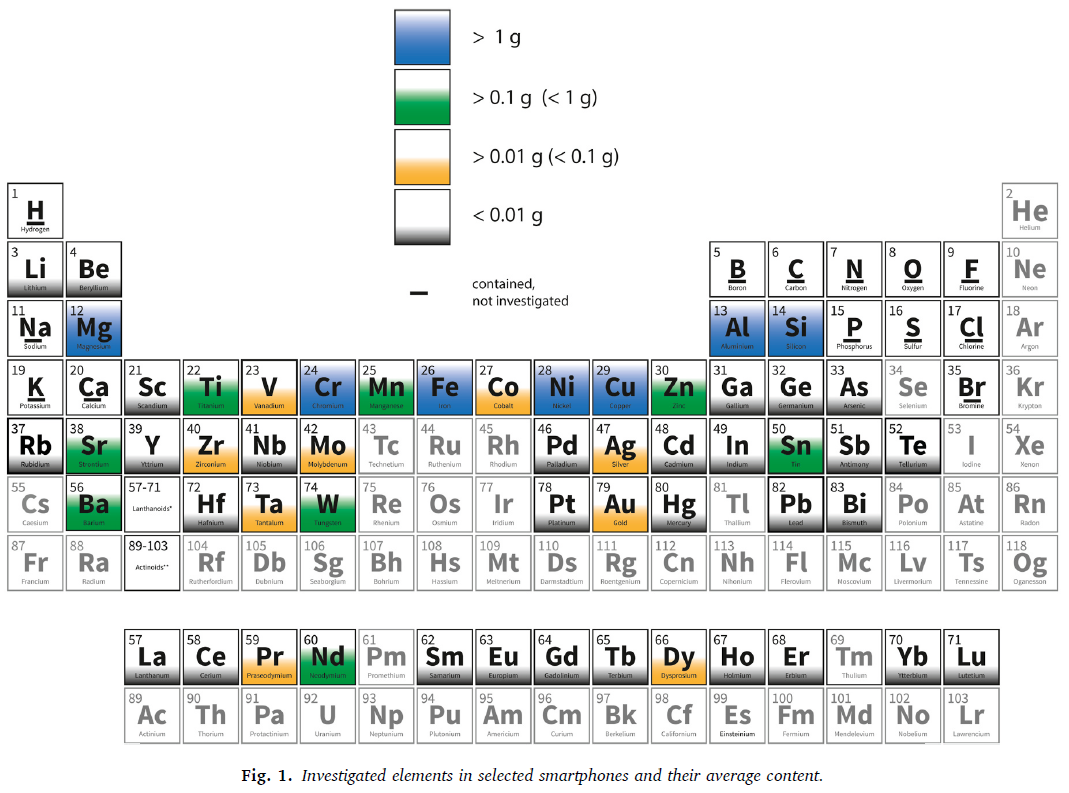 > 1 g
> 0.1 g (< 1 g)
> 0.01 g (< 0.1 g)
< 0.01 g
contained,
not investigated
1 H Hydrogen
2 He Helium
3 Li Lithium
4 Be Beryllium
5 B Boron
6 C Carbon
7 N Nitrogen
8 O Oxygen
9 F Fluorine
10 Ne Neon
11 Na Sodium
12 Mg Magnesium
13 Al Aluminium
14 Si Silicon
15 P Phosphorus
16 S Sulfur
17 Cl Chlorine
18 Ar Argon
19 K Potassium
20 Ca Calcium
21 Sc Scandium
22 Ti Titanium
23 V Vanadium
24 Cr Chromium
25 Mn Manganese
26 Fe Iron
27 Co Cobalt
28 Ni Nickel
29 Cu Copper
30 Zn Zinc
31 Ga Gallium
32 Ge Germanium
33 As Arsenic
34 Se Selenium
35 Br Bromine
36 Kr Krypton
37 Rb Rubidium
38 Sr Strontium
39 Y Yttrium
40 Zr Zirconium
41 Nb Niobium
42 Mo Molybdenum
43 Tc Technetium
44 Ru Ruthenium
45 Rh Rhodium
46 Pd Palladium
47 Ag Silver
48 Cd Cadmium
49 In Indium
50 Sn Tin
51 Sb Antimony
52 Te Tellurium
53 I Iodine
54 Xe Xenon
55 Cs Caesium
56 Ba Barium
57-71 Lanthanoids*
72 Hf Hafnium
73 Ta Tantalum
74 W Tungsten
75 Re Rhenium
76 Os Osmium
77 Ir Iridium
78 Pt Platinum
79 Au Gold
80 Hg Mercury
81 Tl Thallium
82 Pb Lead
83 Bi Bismuth
84 Po Polonium
85 At Astatine
86 Rn Radon
87 Fr Francium
88 Ra Radium
89-103 Actinoids**
104 Rf Rutherfordium
105 Db Dubnium
106 Sg Seaborgium
107 Bh Bohrium
108 Hs Hassium
109 Mt Meitnerium
110 Ds Darmstadtium
111 Rg Roentgenium
112 Cn Copernicium
113 Nh Nihonium
114 Fl Flerovium
115 Mc Moscovium
116 Lv Livermorium
117 Ts Tennessine
118 Og Oganesson
57 La Lanthanum
58 Ce Cerium
59 Pr Praseodymium
60 Nd Neodymium
61 Pm Promethium
62 Sm Samarium
63 Eu Europium
64 Gd Gadolinium
65 Tb Terbium
66 Dy Dysprosium
67 Ho Holmium
68 Er Erbium
69 Tm Thulium
70 Yb Ytterbium
71 Lu Lutetium
89 Ac Actinium
90 Th Thorium
91 Pa Protactinium
92 U Uranium
93 Np Neptunium
94 Pu Plutonium
95 Am Americium
96 Cm Curium
97 Bk Berkelium
98 Cf Californium
99 Es Einsteinium
100 Fm Fermium
101 Md Mendelevium
102 No Nobelium
103 Lr Lawrencium
Fig. 1. Investigated elements in selected smartphones and their average content.